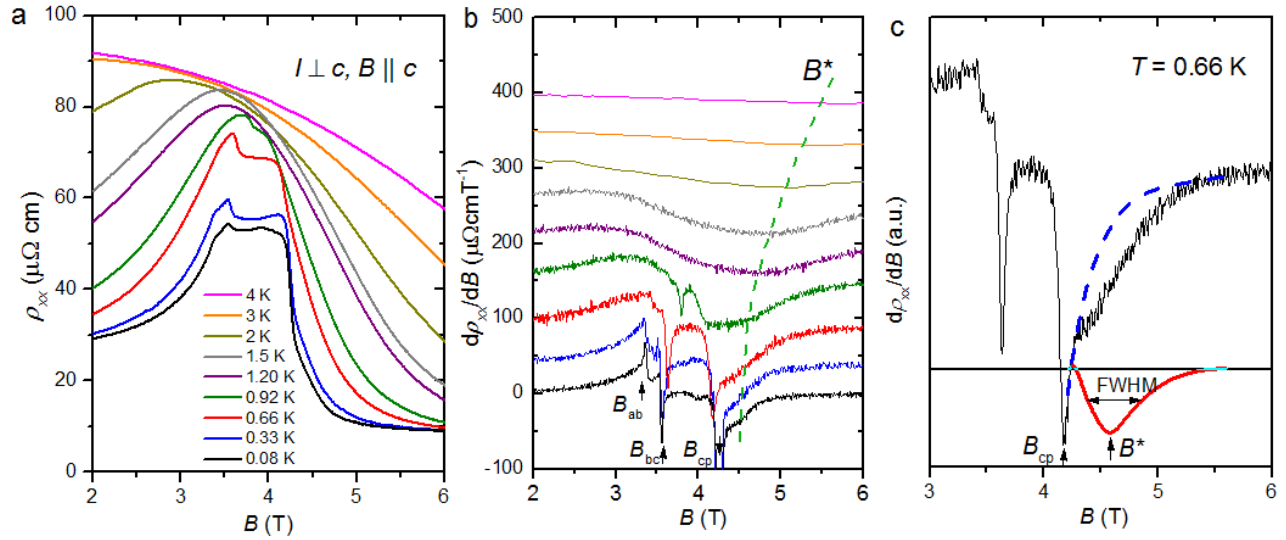 a
I ⊥ c, B || c
100
80
60
40
20
0
ρxx (μΩ cm)
4 K
3 K
2 K
1.5 K
1.20 K
0.92 K
0.66 K
0.33 K
0.08 K
2 3 4 5 6
B (T)
b
500
400
300
200
100
0
-100
dρxx/dB (μΩcmT-1)
B*
Bab
Bbc
Bcp
2 3 4 5 6
B (T)
c
T = 0.66 K
dρxx/dB (a.u.)
FWHM
Bcp
B*
3 4 5 6
B (T)